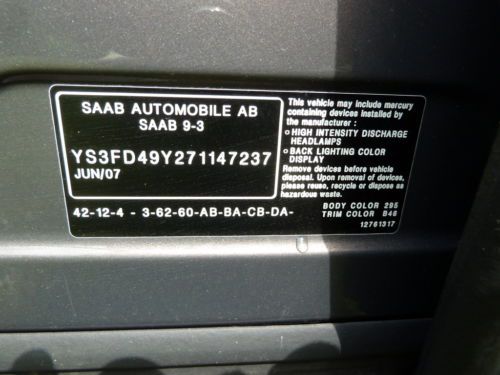 SAAB AUTOMOBILE AB
SAAB 9-3
YS3FD49Y271147237
JUN/07
42-12-4 - 3-62-60-AB-BA-CB-DA-
This vehicle may include mercury
containing devices installed by
the manufacturer:
○ HIGH INTENSITY DISCHARGE
HEADLAMPS
○ BACK LIGHTING COLOR
DISPLAY
Remove devices before vehicle
disposal. Upon removal of devices,
please reuse, recycle or dispose as
hazardous waste.
BODY COLOR 295
TRIM COLOR B46
12761317